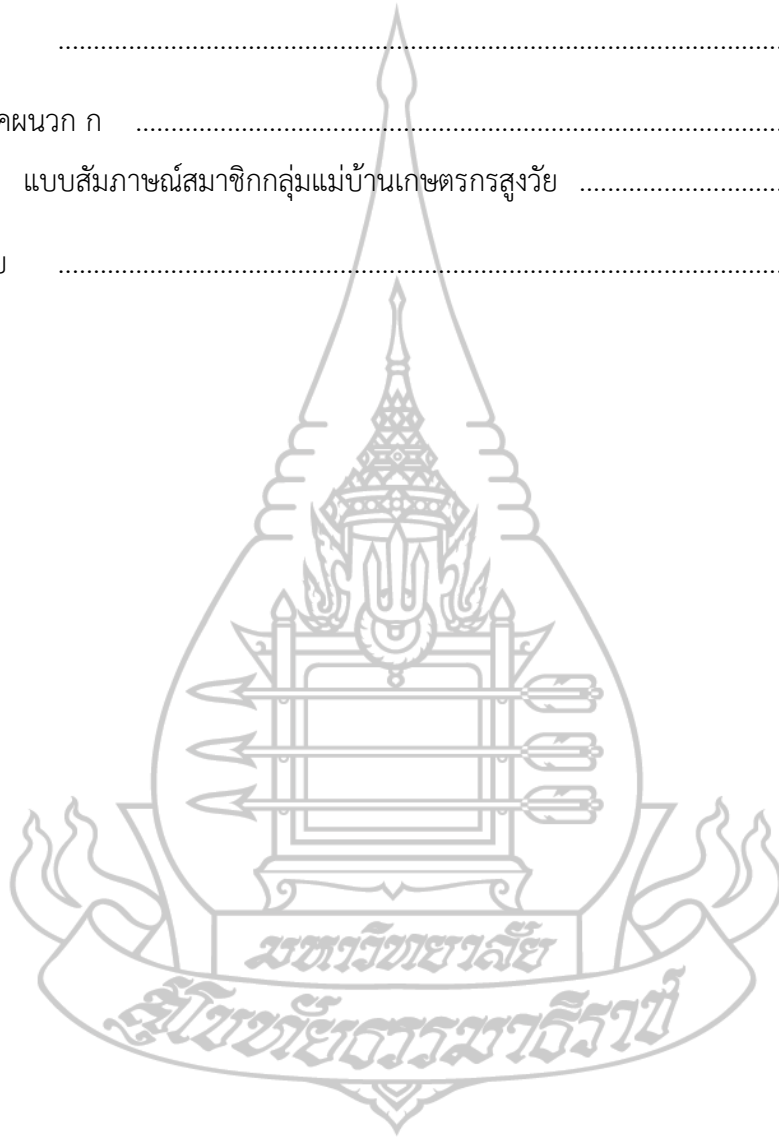 ..........................................................................................................
คผนวก ก ...............................................................................................
แบบสัมภาษณ์สมาชิกกลุ่มแม่บ้านเกษตรกรสูงวัย .............................
..........................................................................................................
มหาวิทยาลัย
สุโขทัยธรรมาธิราช